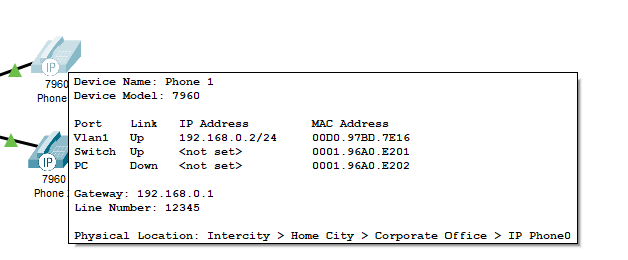 IP
7960
Phone
IP
7960
Phone
Device Name: Phone 1
Device Model: 7960
Port Link IP Address MAC Address
Vlan1 Up 192.168.0.2/24 00D0.97BD.7E16
Switch Up <not set> 0001.96A0.E201
PC Down <not set> 0001.96A0.E202
Gateway: 192.168.0.1
Line Number: 12345
Physical Location: Intercity > Home City > Corporate Office > IP Phone0